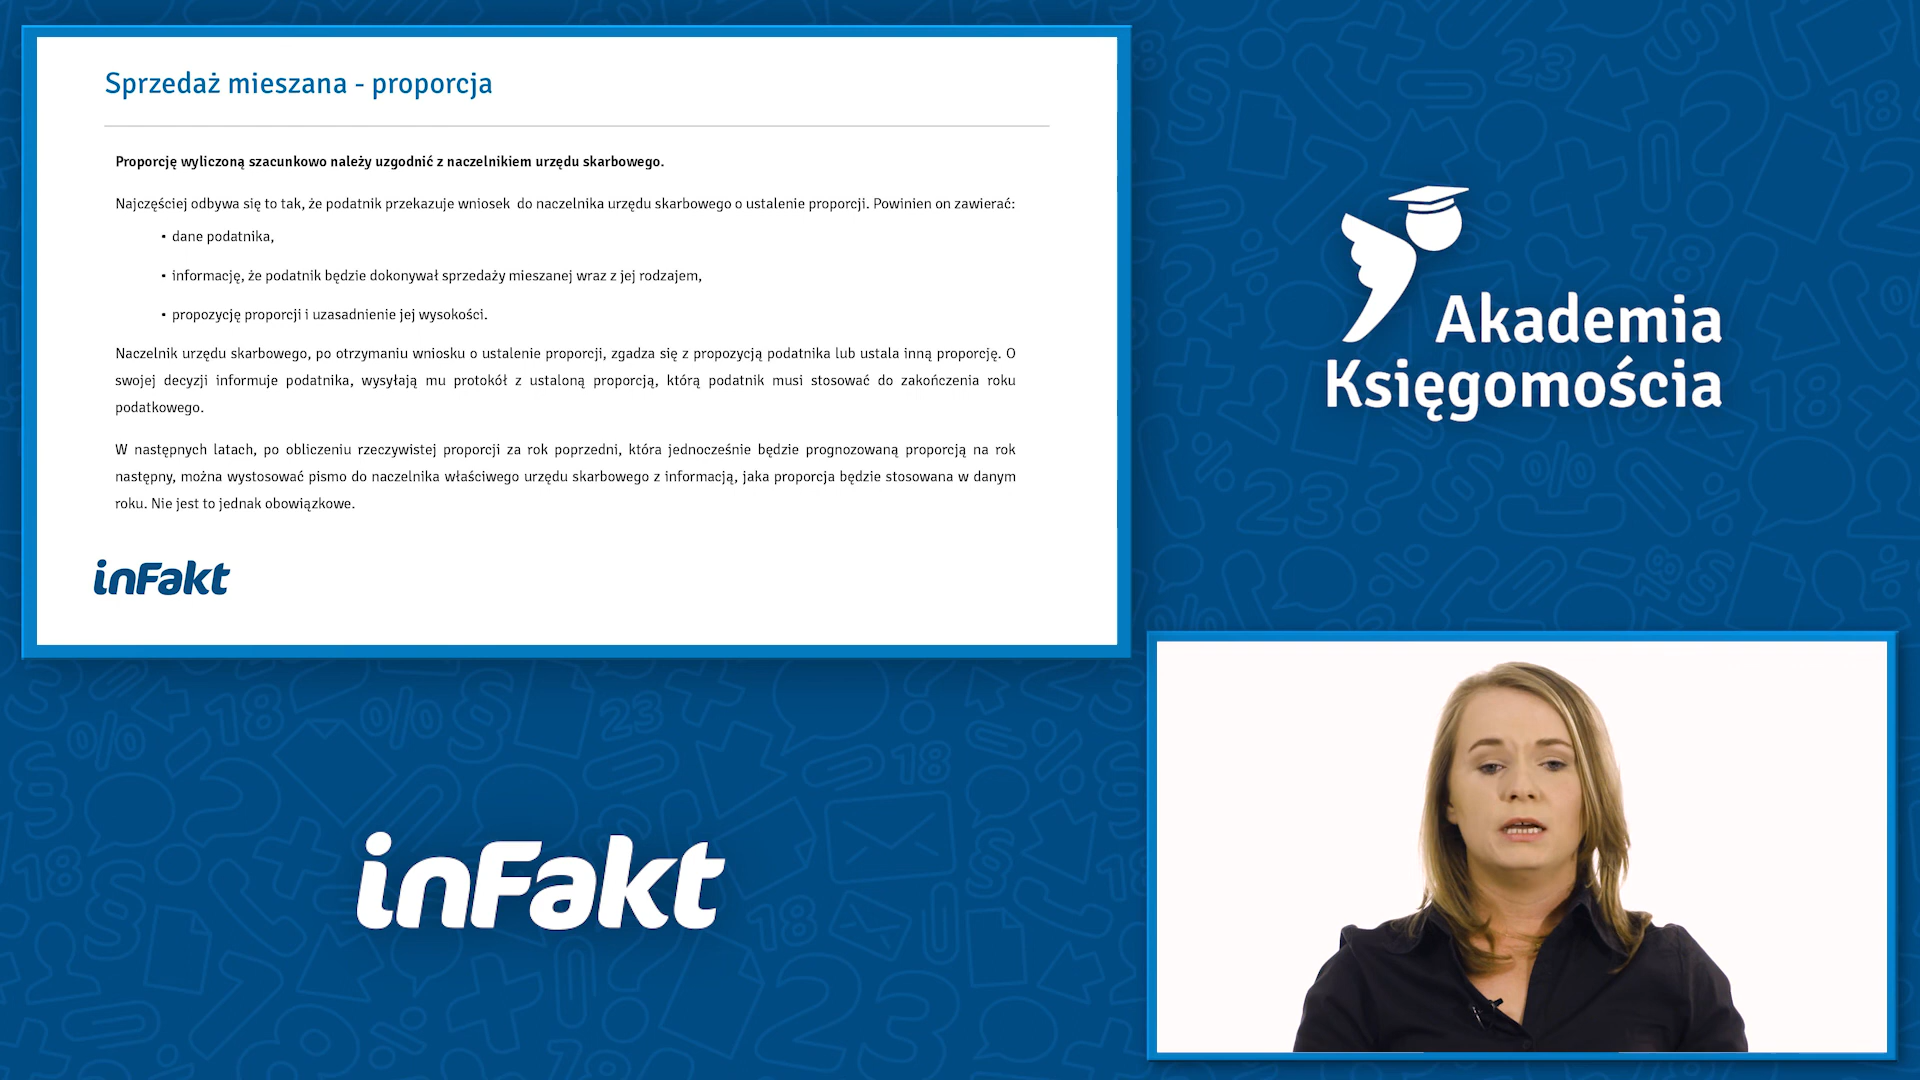 Sprzedaż mieszana - proporcja
Proporcję wyliczoną szacunkowo należy uzgodnić z naczelnikiem urzędu skarbowego.
Najczęściej odbywa się to tak, że podatnik przekazuje wniosek do naczelnika urzędu skarbowego o ustalenie proporcji. Powinien on zawierać:
• dane podatnika,
• informację, że podatnik będzie dokonywał sprzedaży mieszanej wraz z jej rodzajem,
• propozycję proporcji i uzasadnienie jej wysokości.
Naczelnik urzędu skarbowego, po otrzymaniu wniosku o ustalenie proporcji, zgadza się z propozycją podatnika lub ustala inną proporcję. O
swojej decyzji informuje podatnika, wysyłają mu protokół z ustaloną proporcją, którą podatnik musi stosować do zakończenia roku
podatkowego.
W następnych latach, po obliczeniu rzeczywistej proporcji za rok poprzedni, która jednocześnie będzie prognozowaną proporcją na rok
następny, można wystosować pismo do naczelnika właściwego urzędu skarbowego z informacją, jaka proporcja będzie stosowana w danym
roku. Nie jest to jednak obowiązkowe.
inFakt
Akademia
Księgomościa
inFakt